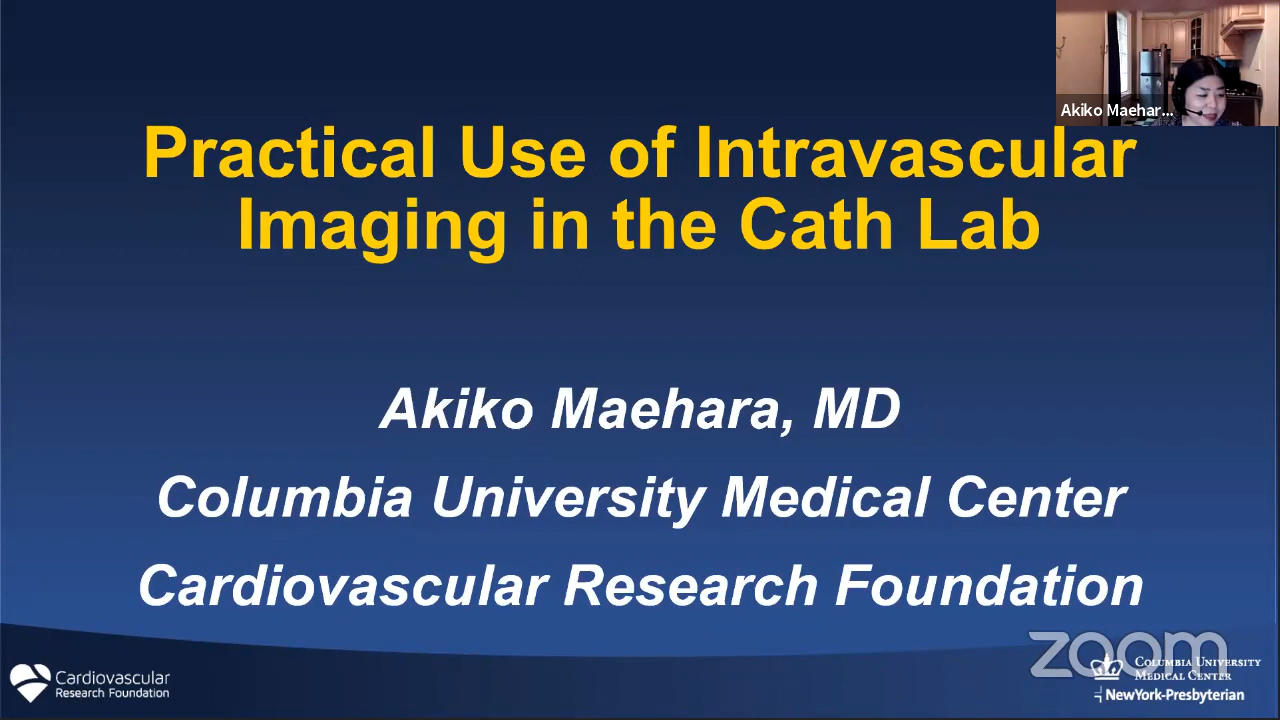 Akiko Maehar...
Practical Use of Intravascular
Imaging in the Cath Lab
Akiko Maehara, MD
Columbia University Medical Center
Cardiovascular Research Foundation
zoom
Cardiovascular
Research Foundation
COLUMBIA UNIVERSITY
MEDICAL CENTER
NewYork-Presbyterian